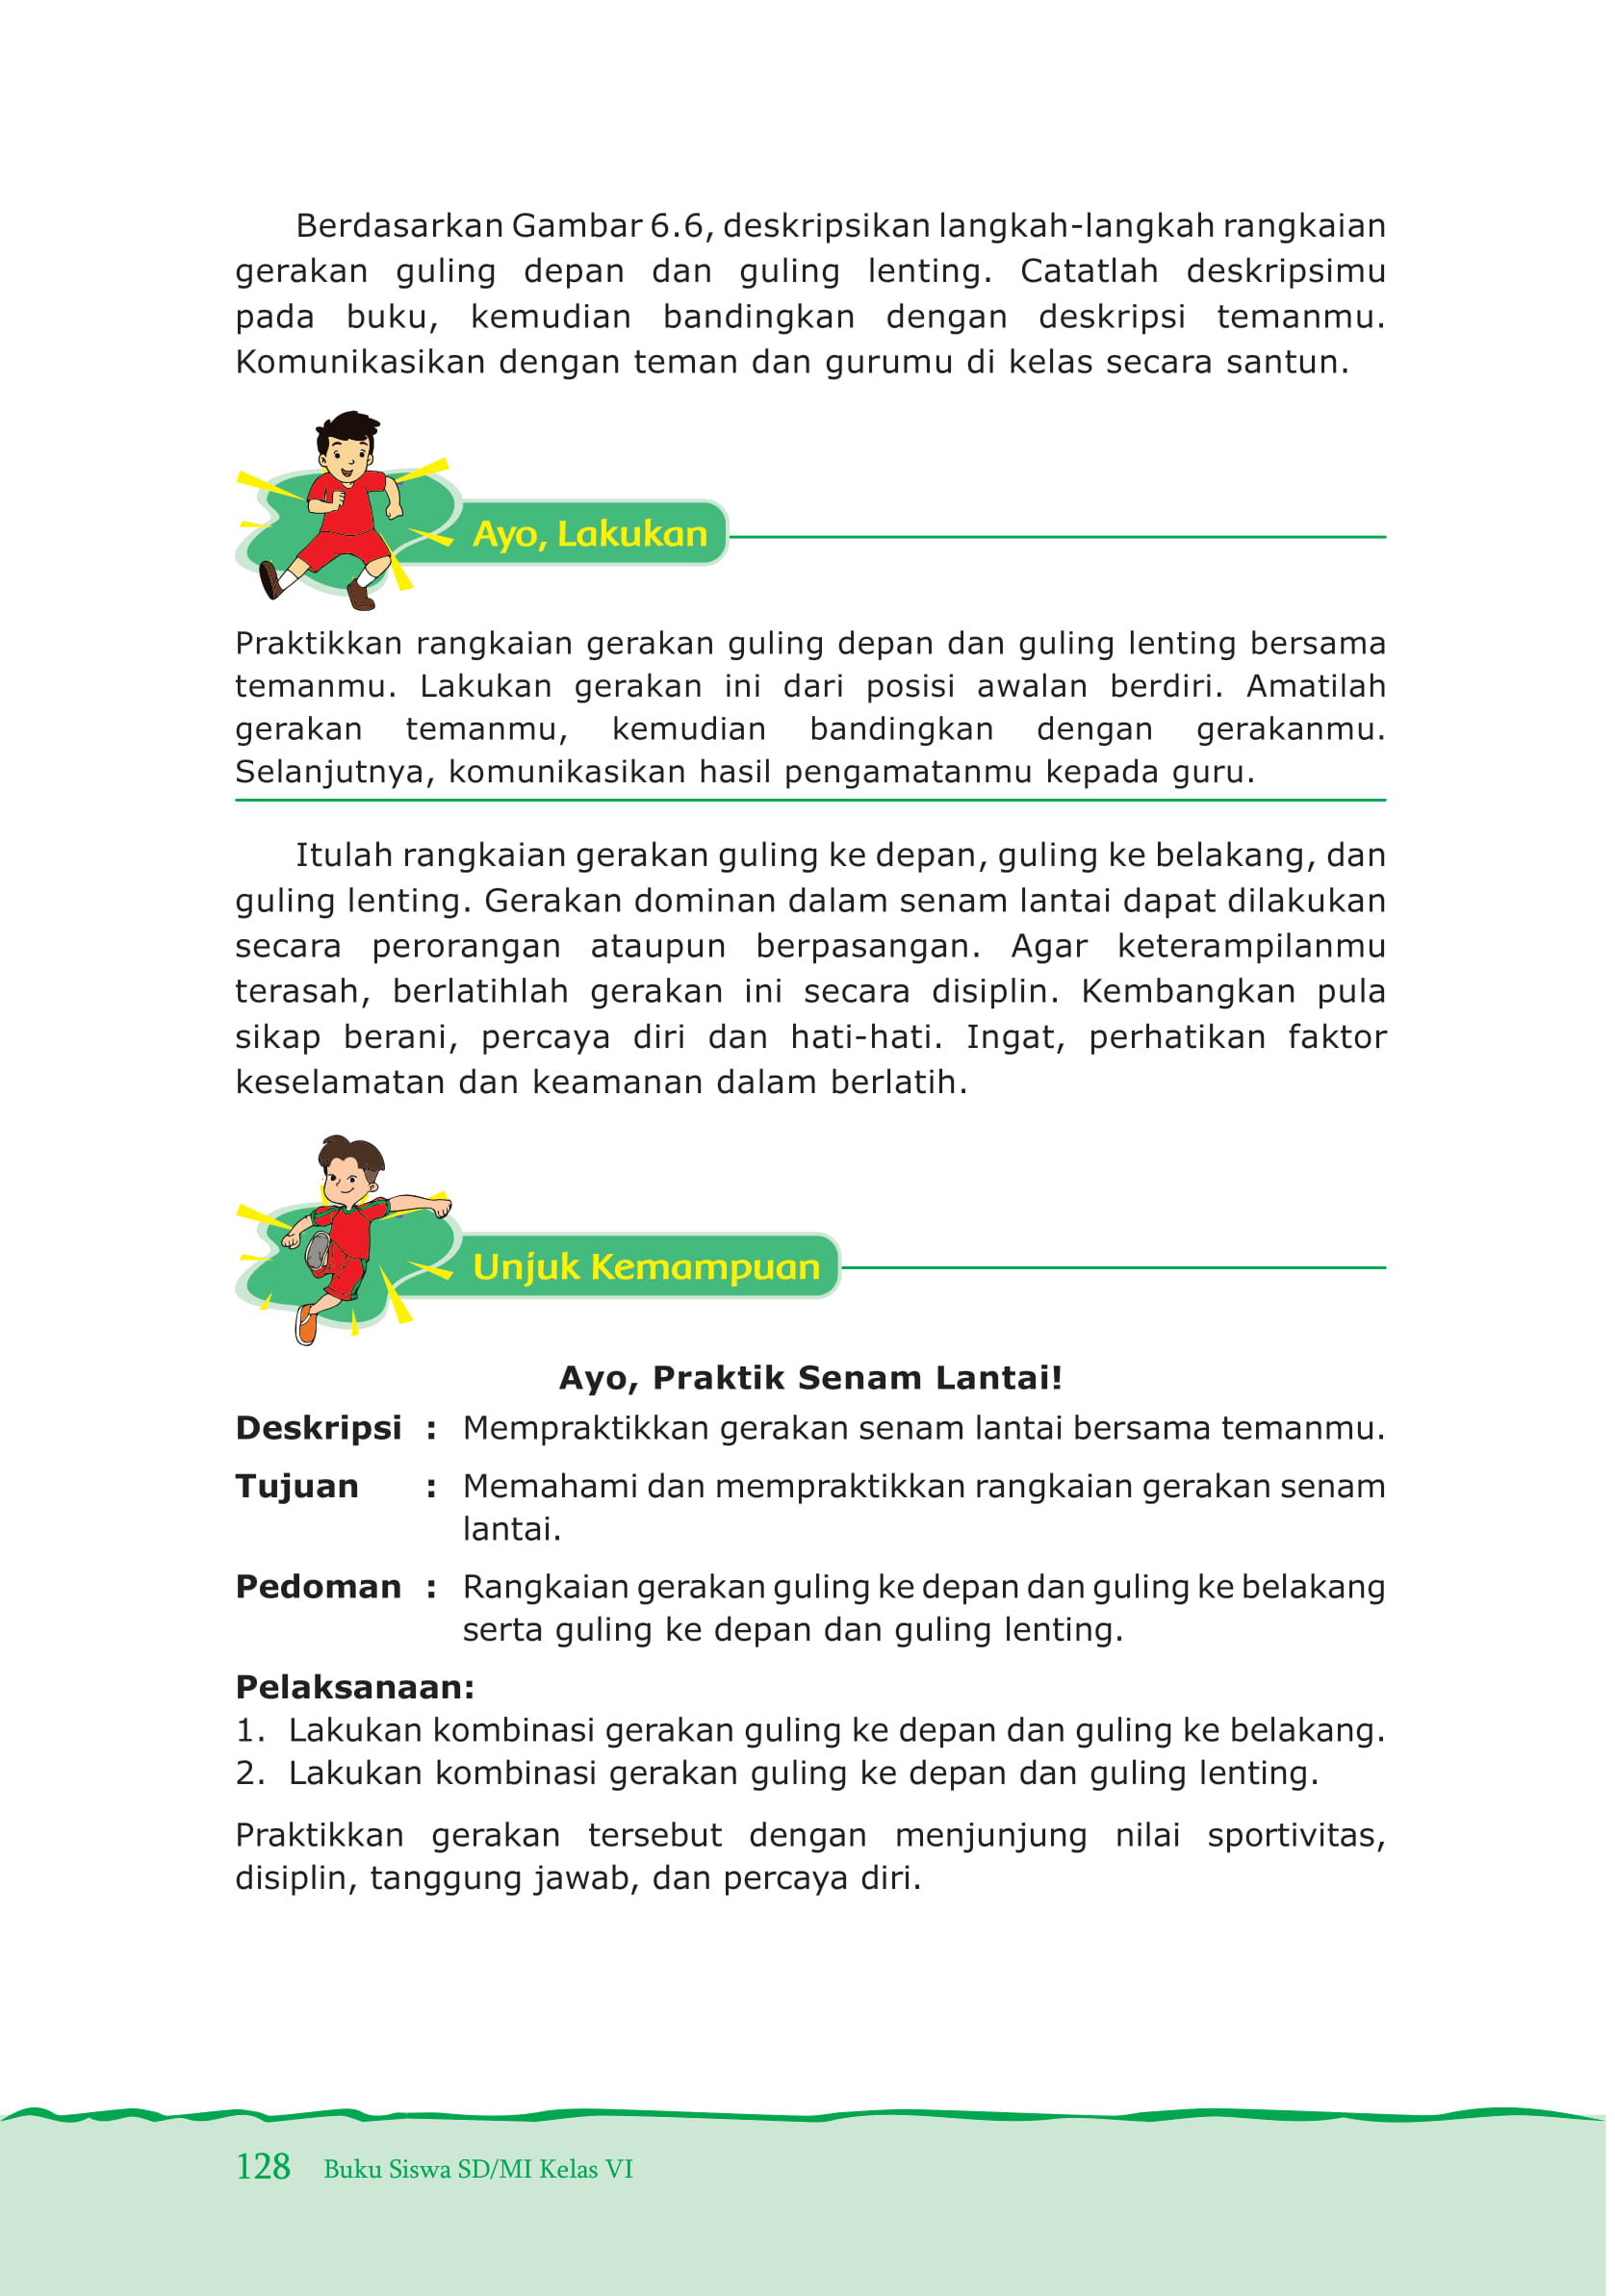 Berdasarkan Gambar 6.6, deskripsikan langkah-langkah rangkaian
gerakan guling depan dan guling lenting. Catatlah deskripsimu
pada buku, kemudian bandingkan dengan deskripsi temanmu.
Komunikasikan dengan teman dan gurumu di kelas secara santun.
Ayo, Lakukan
Praktikkan rangkaian gerakan guling depan dan guling lenting bersama
temanmu. Lakukan gerakan ini dari posisi awalan berdiri. Amatilah
gerakan temanmu, kemudian bandingkan dengan gerakanmu.
Selanjutnya, komunikasikan hasil pengamatanmu kepada guru.
Itulah rangkaian gerakan guling ke depan, guling ke belakang, dan
guling lenting. Gerakan dominan dalam senam lantai dapat dilakukan
secara perorangan ataupun berpasangan. Agar keterampilanmu
terasah, berlatihlah gerakan ini secara disiplin. Kembangkan pula
sikap berani, percaya diri dan hati-hati. Ingat, perhatikan faktor
keselamatan dan keamanan dalam berlatih.
Unjuk Kemampuan
Ayo, Praktik Senam Lantai!
Deskripsi : Mempraktikkan gerakan senam lantai bersama temanmu.
Tujuan : Memahami dan mempraktikkan rangkaian gerakan senam
lantai.
Pedoman : Rangkaian gerakan guling ke depan dan guling ke belakang
serta guling ke depan dan guling lenting.
Pelaksanaan:
1. Lakukan kombinasi gerakan guling ke depan dan guling ke belakang.
2. Lakukan kombinasi gerakan guling ke depan dan guling lenting.
Praktikkan gerakan tersebut dengan menjunjung nilai sportivitas,
disiplin, tanggung jawab, dan percaya diri.
128 Buku Siswa SD/MI Kelas VI